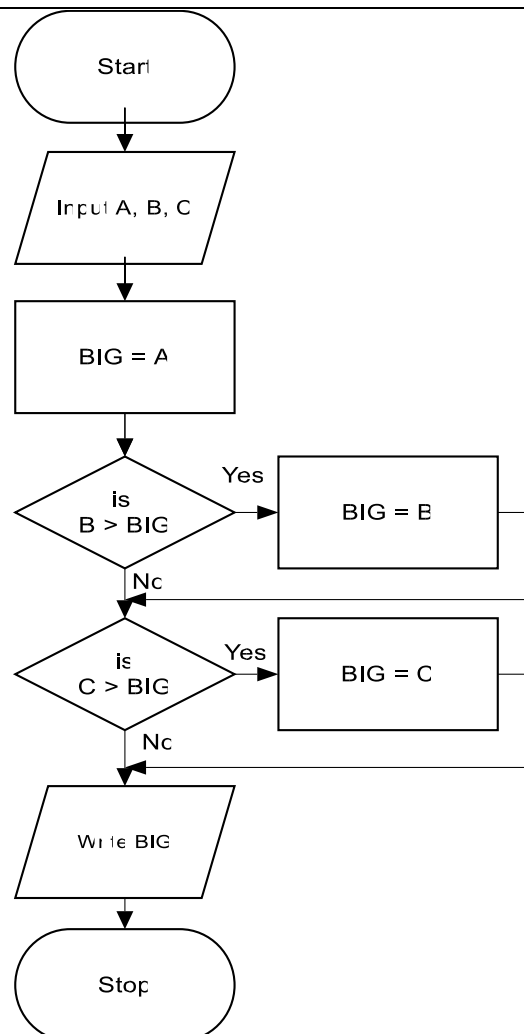 Start
Input A, B, C
BIG = A
is
B > BIG
Yes
BIG = B
No
is
C > BIG
Yes
BIG = C
No
Write BIG
Stop